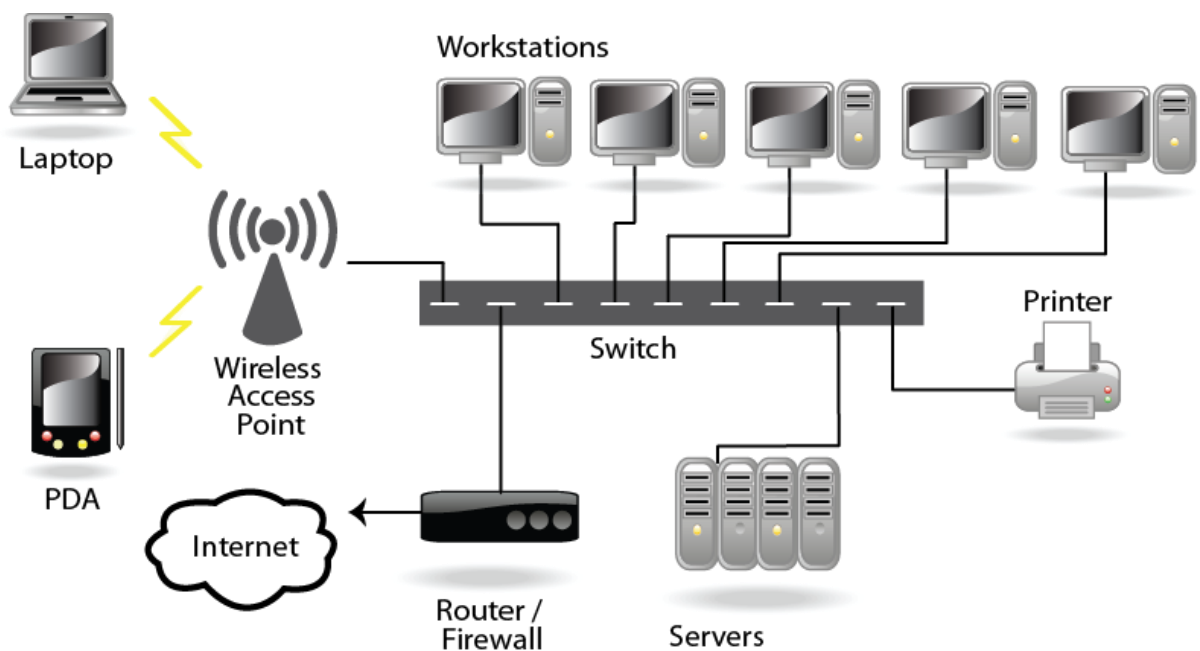 Workstations
Laptop
Printer
Switch
Wireless
Access
Point
PDA
Internet
Router /
Firewall
Servers